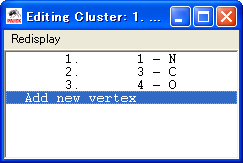 Editing Cluster: 1. ...
Redisplay
1. 1 - N
2. 3 - C
3. 4 - O
Add new vertex